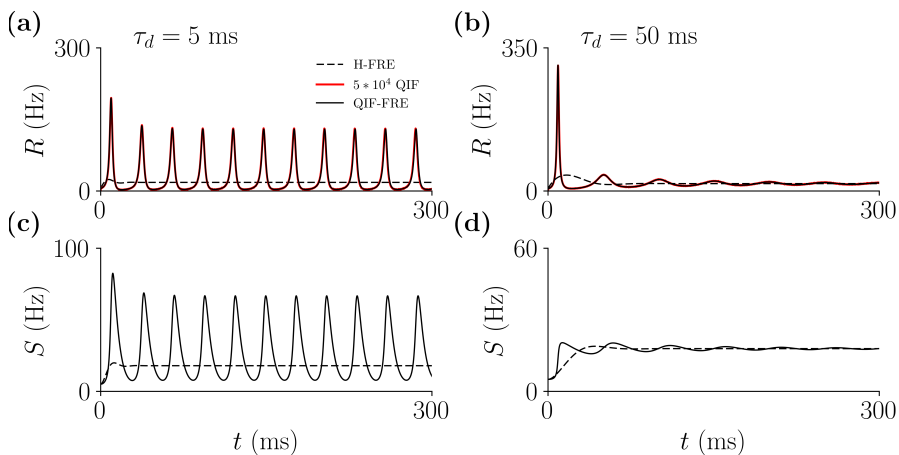 (a)
τ_d = 5 ms
300
R (Hz)
0
0
300
H-FRE
5 * 10^4 QIF
QIF-FRE
(b)
τ_d = 50 ms
350
R (Hz)
0
0
300
(c)
100
S (Hz)
0
0
300
t (ms)
(d)
60
S (Hz)
0
0
300
t (ms)